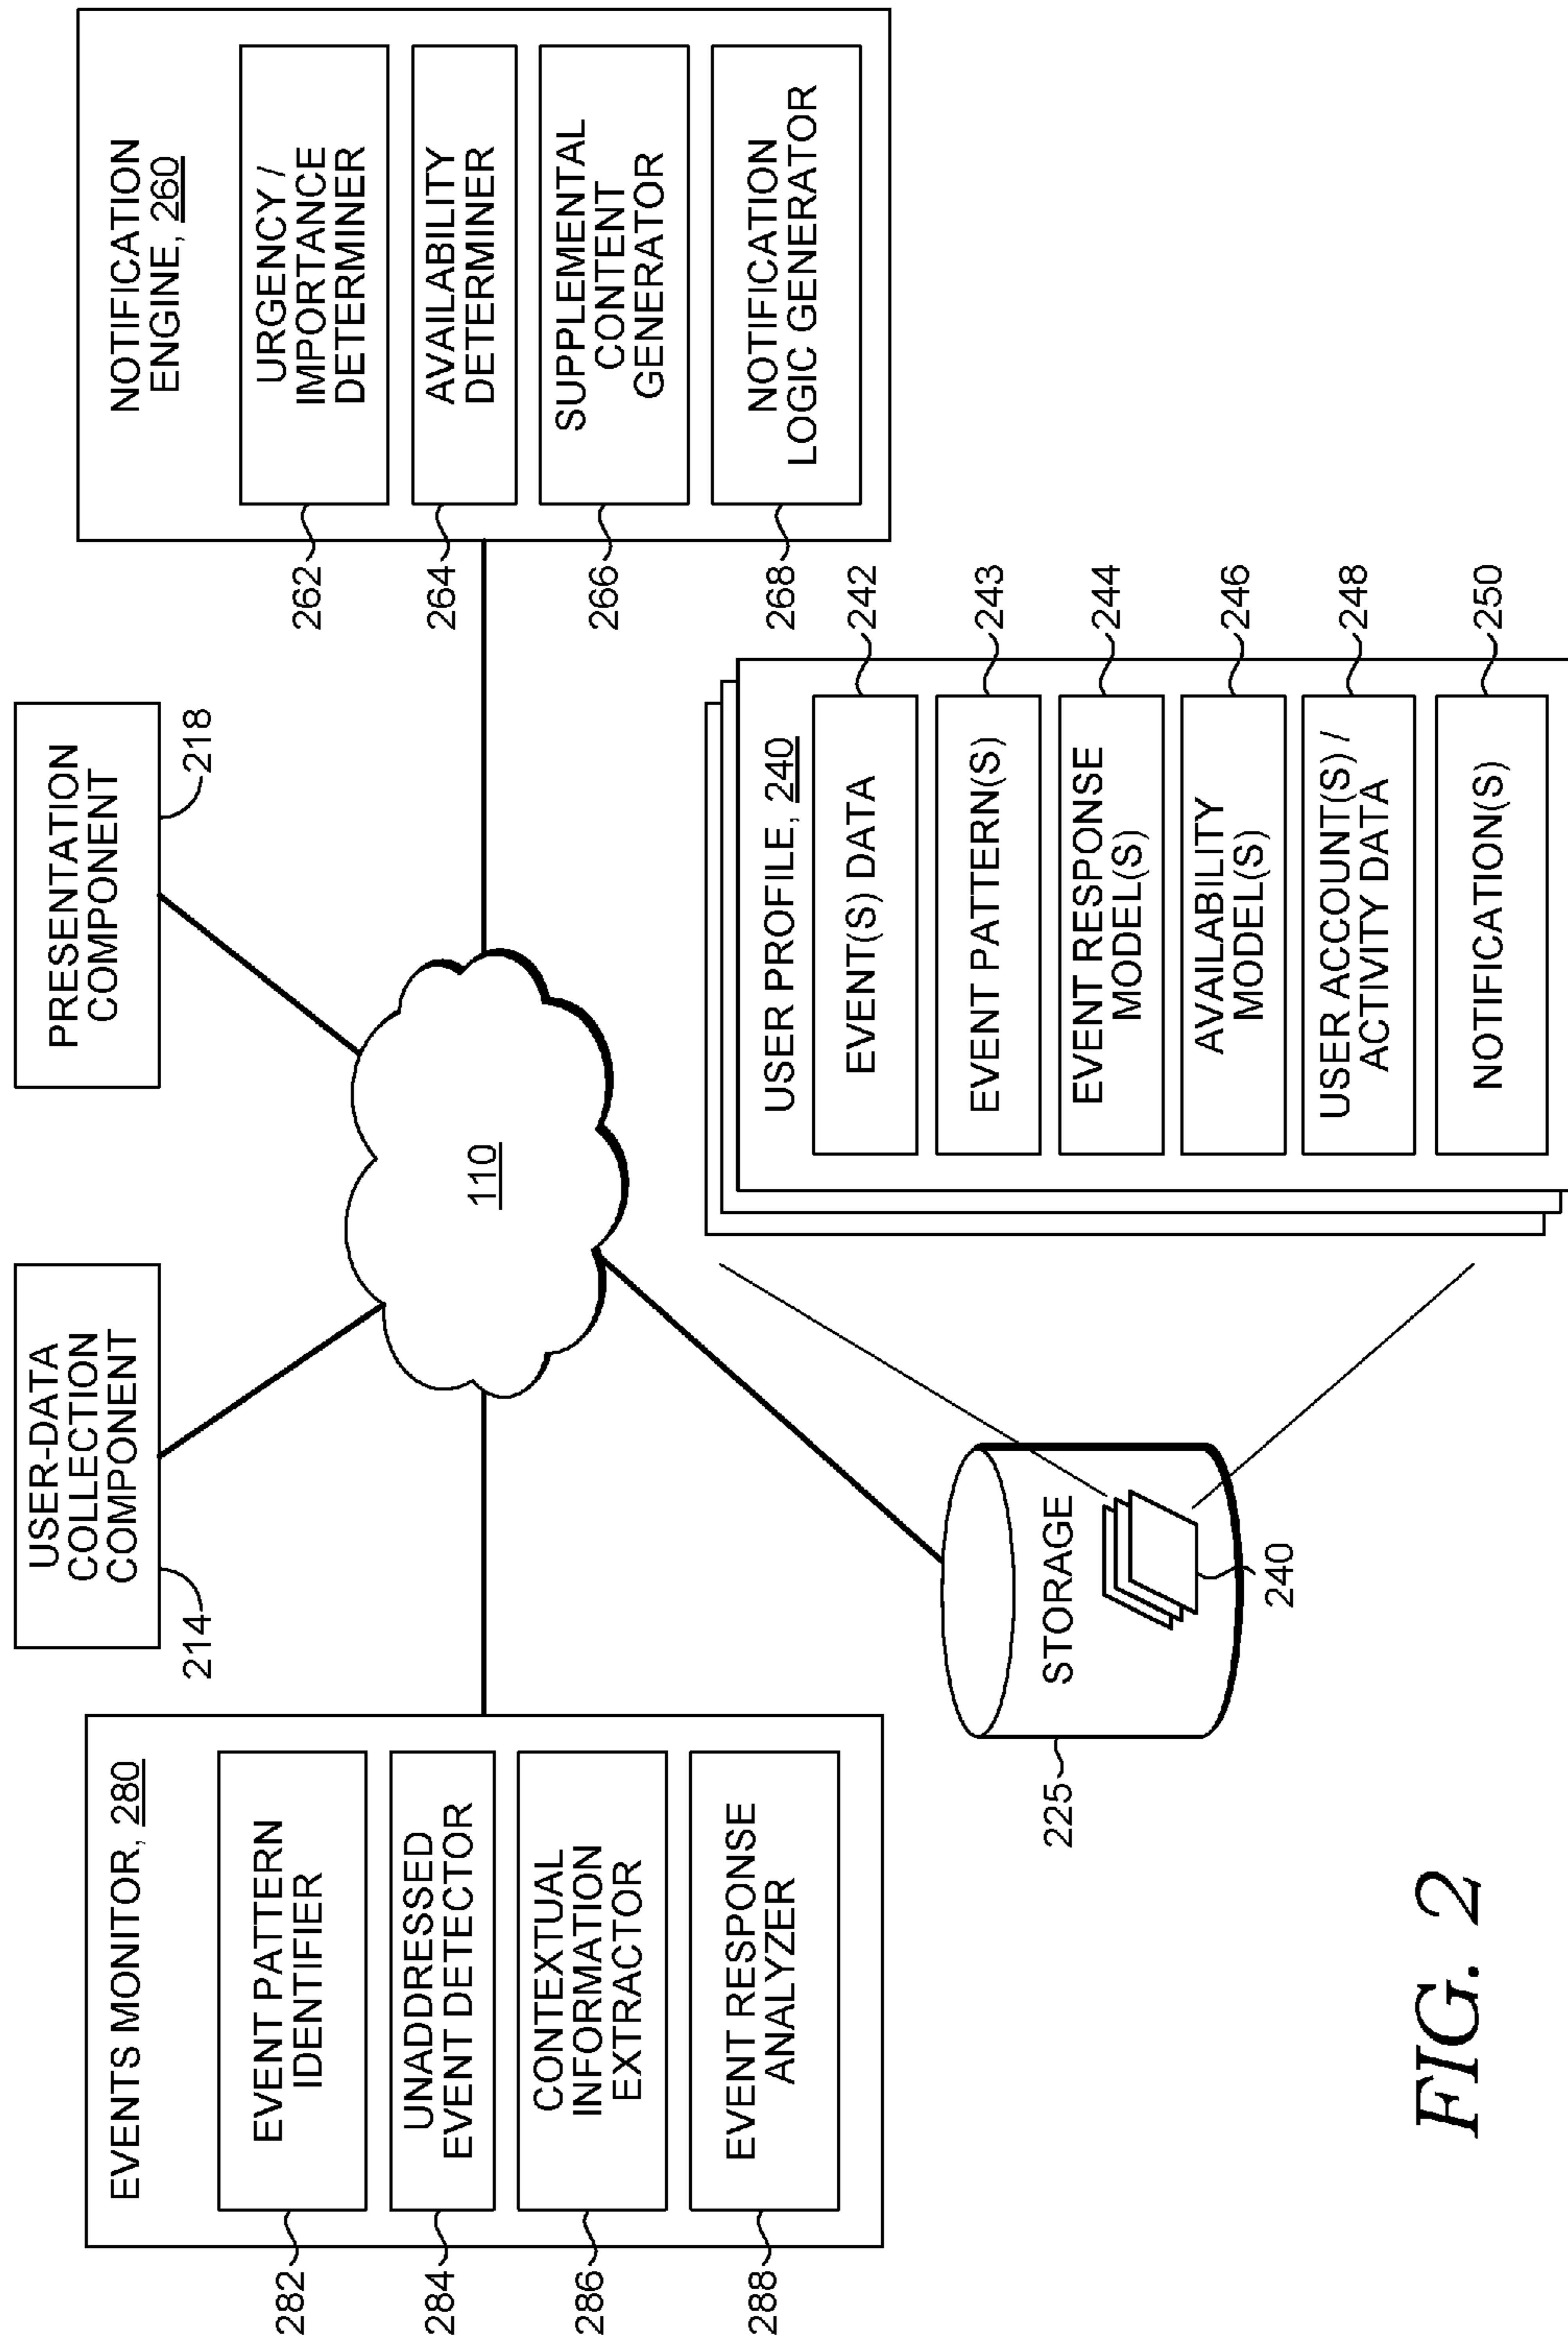 USER-DATA
COLLECTION
COMPONENT
214
PRESENTATION
COMPONENT
218
EVENTS MONITOR, 280
EVENT PATTERN
IDENTIFIER
282
UNADDRESSED
EVENT DETECTOR
284
CONTEXTUAL
INFORMATION
EXTRACTOR
286
EVENT RESPONSE
ANALYZER
288
110
NOTIFICATION
ENGINE, 260
URGENCY /
IMPORTANCE
DETERMINER
262
AVAILABILITY
DETERMINER
264
SUPPLEMENTAL
CONTENT
GENERATOR
266
NOTIFICATION
LOGIC GENERATOR
268
STORAGE
225
240
USER PROFILE, 240
EVENT(S) DATA
242
EVENT PATTERN(S)
243
EVENT RESPONSE
MODEL(S)
244
AVAILABILITY
MODEL(S)
246
USER ACCOUNT(S) /
ACTIVITY DATA
248
NOTIFICATION(S)
250
FIG. 2